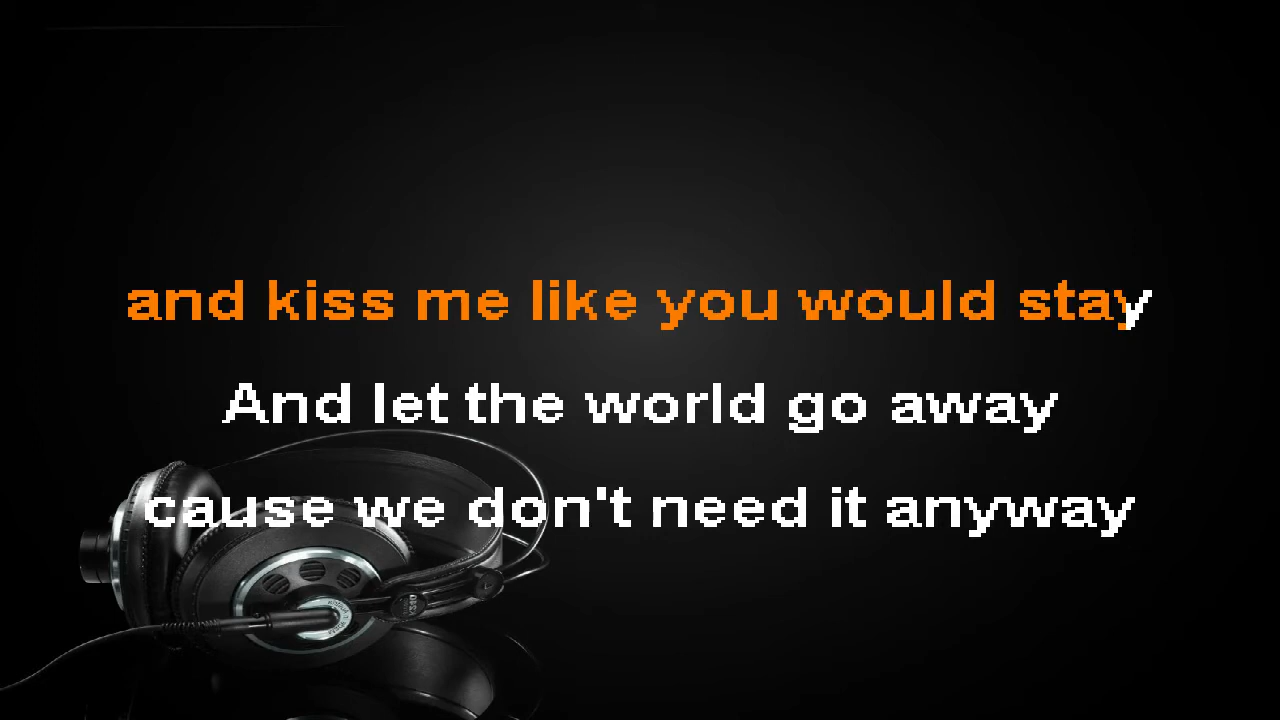 and kiss me like you would stay
And let the world go away
cause we don't need it anyway